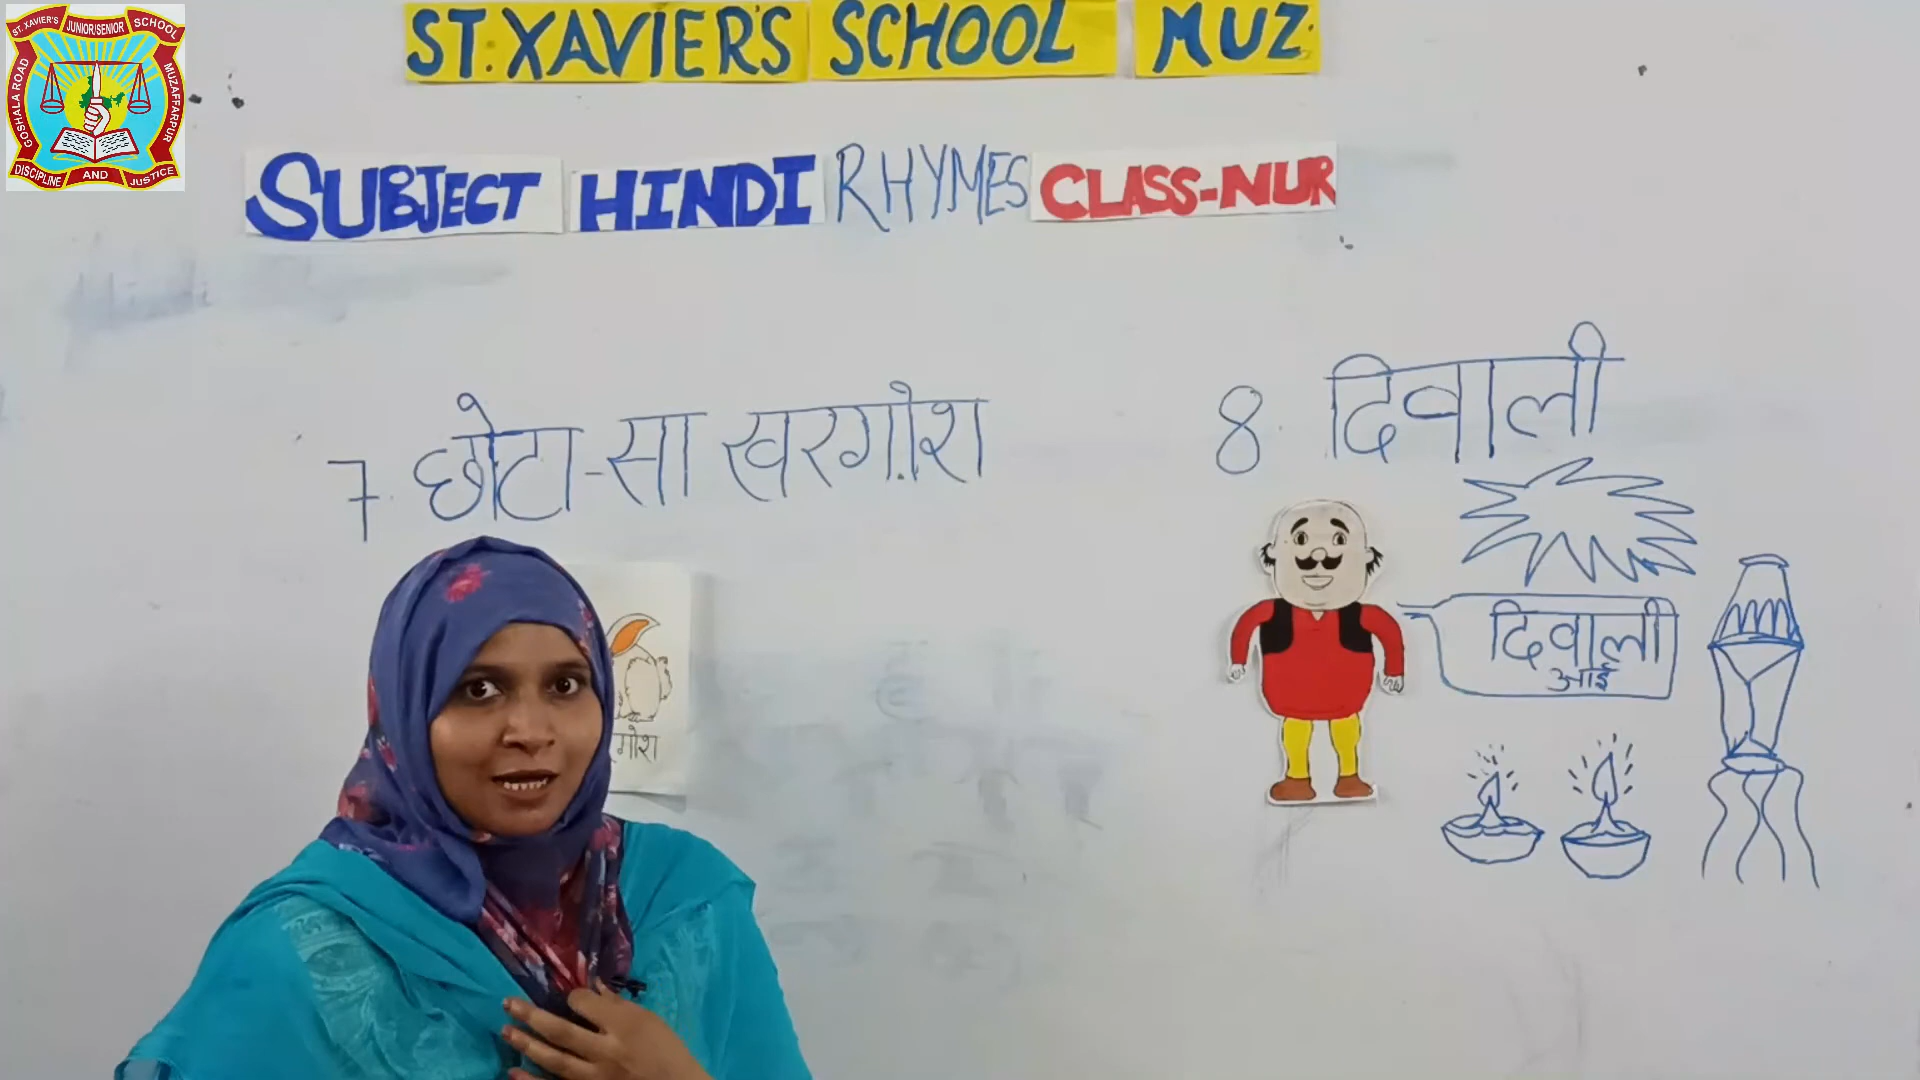 ST. XAVIER'S JUNIOR/SENIOR SCHOOL
GOSHALA ROAD
MUZAFFARPUR
DISCIPLINE AND JUSTICE
ST. XAVIER'S SCHOOL MUZ.
SUBJECT HINDI RHYMES CLASS-NUR
7. छोटा-सा खरगोश
8. दिवाली
दिवाली
आई